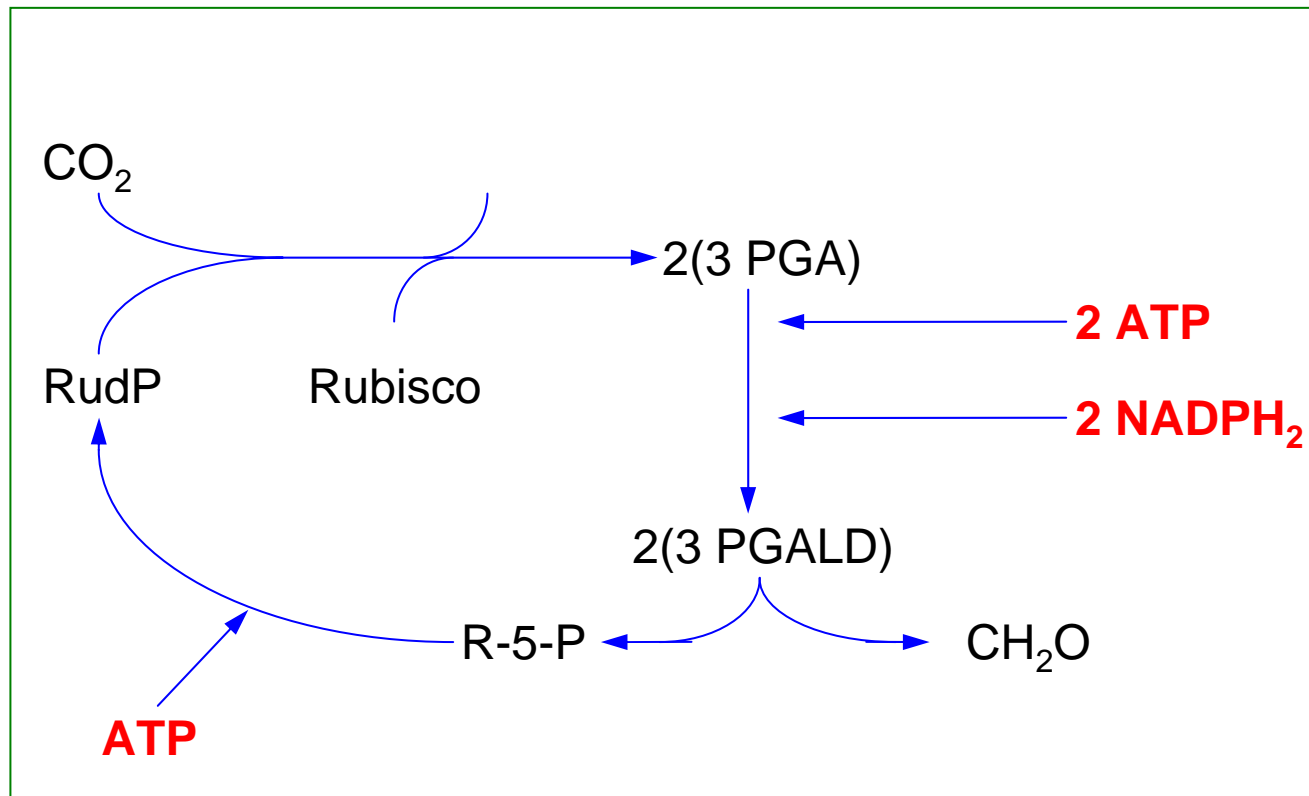 CO₂
2(3 PGA)
2 ATP
RudP
Rubisco
2 NADPH₂
2(3 PGALD)
R-5-P
CH₂O
ATP